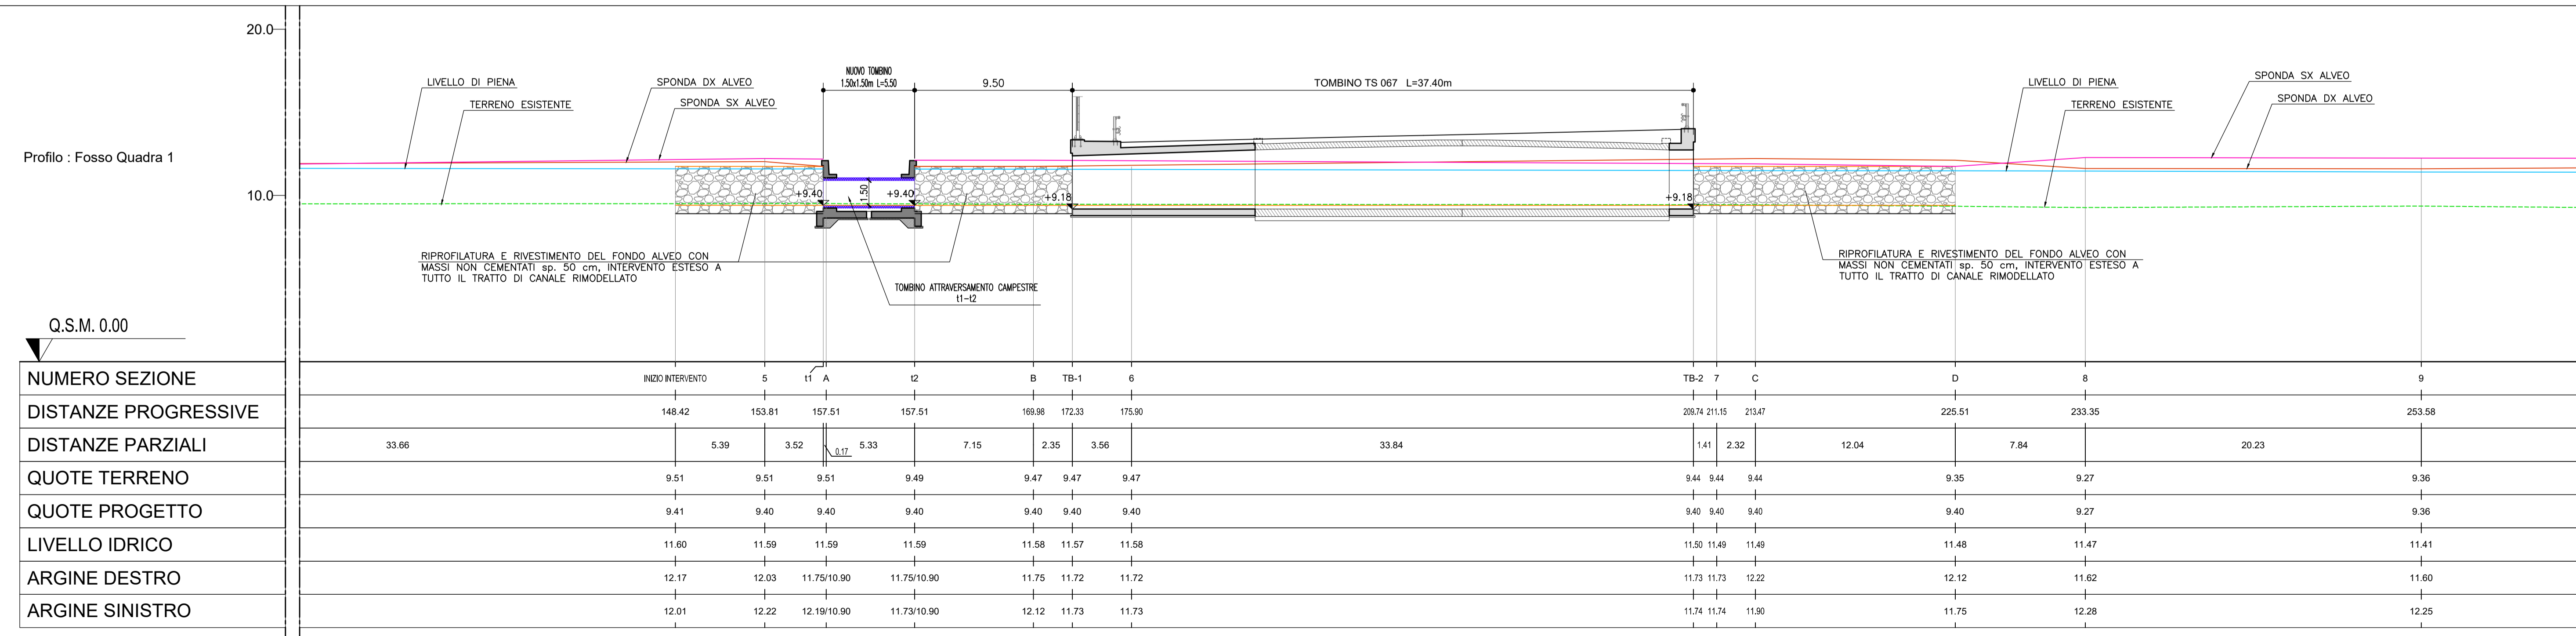 20.0
NUOVO TOMBINO
LIVELLO DI PIENA
SPONDA DX ALVEO
1.50x1.50m L=5.50
9.50
TOMBINO TS 067 L=37.40m
LIVELLO DI PIENA
SPONDA SX ALVEO
TERRENO ESISTENTE
SPONDA SX ALVEO
TERRENO ESISTENTE
SPONDA DX ALVEO
Profilo : Fosso Quadra 1
10.0
+9.40
1.50
+9.40
+9.18
+9.18
RIPROFILATURA E RIVESTIMENTO DEL FONDO ALVEO CON
MASSI NON CEMENTATI sp. 50 cm, INTERVENTO ESTESO A
TUTTO IL TRATTO DI CANALE RIMODELLATO
RIPROFILATURA E RIVESTIMENTO DEL FONDO ALVEO CON
MASSI NON CEMENTATI sp. 50 cm, INTERVENTO ESTESO A
TUTTO IL TRATTO DI CANALE RIMODELLATO
TOMBINO ATTRAVERSAMENTO CAMPESTRE
t1-t2
Q.S.M. 0.00
NUMERO SEZIONE INIZIO INTERVENTO 5 t1 A t2 B TB-1 6 TB-2 7 C D 8 9
DISTANZE PROGRESSIVE 148.42 153.81 157.51 157.51 169.98 172.33 175.90 209.74 211.15 213.47 225.51 233.35 253.58
DISTANZE PARZIALI 33.66 5.39 3.52 0.17 5.33 7.15 2.35 3.56 33.84 1.41 2.32 12.04 7.84 20.23
QUOTE TERRENO 9.51 9.51 9.51 9.49 9.47 9.47 9.47 9.44 9.44 9.44 9.35 9.27 9.36
QUOTE PROGETTO 9.41 9.40 9.40 9.40 9.40 9.40 9.40 9.40 9.40 9.40 9.40 9.27 9.36
LIVELLO IDRICO 11.60 11.59 11.59 11.59 11.58 11.57 11.58 11.50 11.49 11.49 11.48 11.47 11.41
ARGINE DESTRO 12.17 12.03 11.75/10.90 11.75/10.90 11.75 11.72 11.72 11.73 11.73 12.22 12.12 11.62 11.60
ARGINE SINISTRO 12.01 12.22 12.19/10.90 11.73/10.90 12.12 11.73 11.73 11.74 11.74 11.90 11.75 12.28 12.25